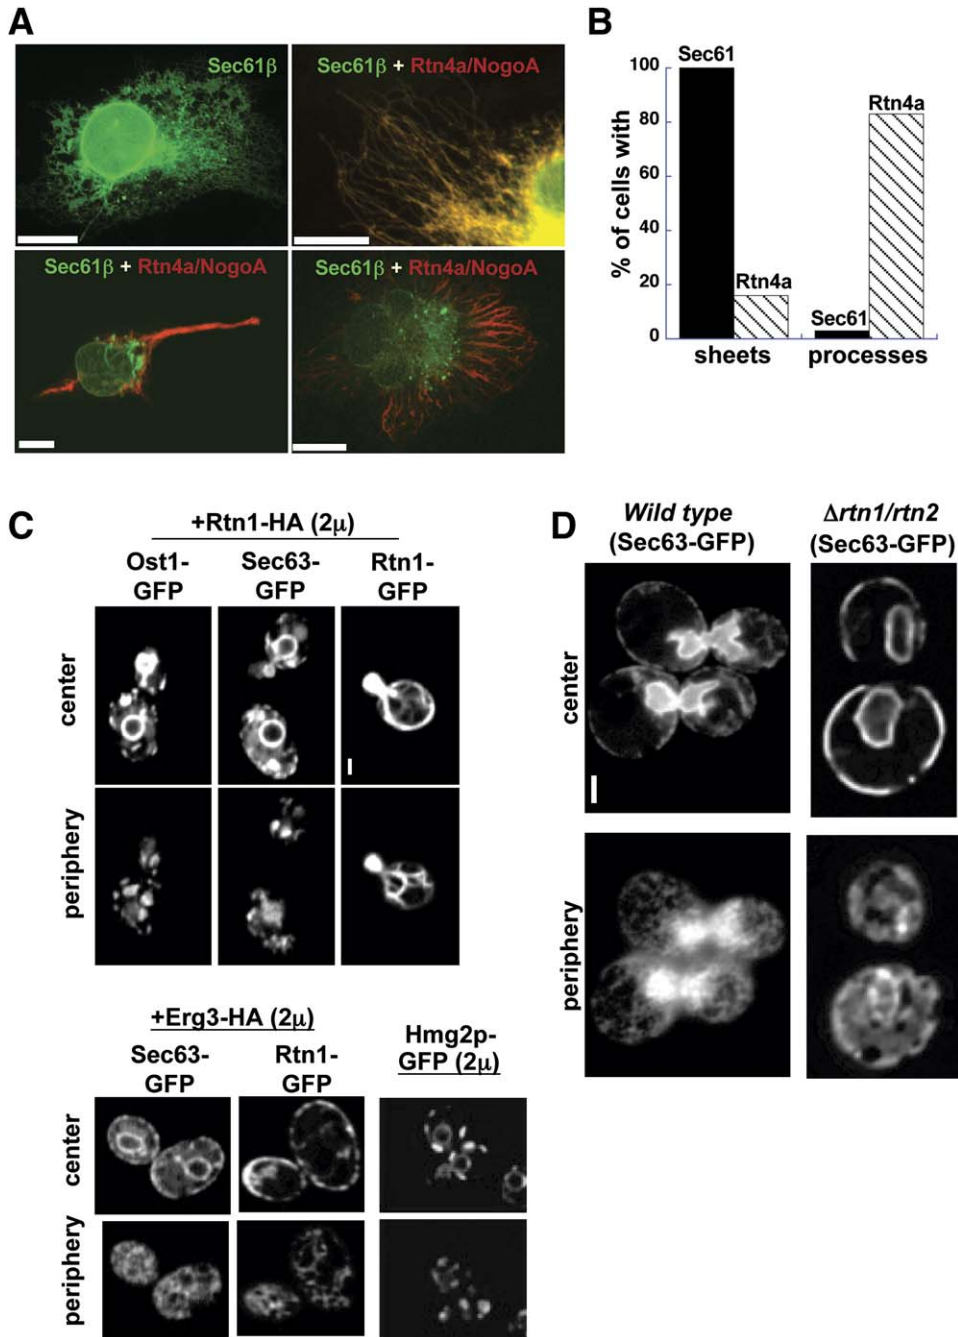 A
Sec61β
Sec61β + Rtn4a/NogoA
Sec61β + Rtn4a/NogoA
Sec61β + Rtn4a/NogoA
B
% of cells with
100
80
60
40
20
0
Sec61
Rtn4a
Sec61
Rtn4a
sheets
processes
C
+Rtn1-HA (2μ)
Ost1-
GFP
Sec63-
GFP
Rtn1-
GFP
center
periphery
+Erg3-HA (2μ)
Sec63-
GFP
Rtn1-
GFP
Hmg2p-
GFP (2μ)
center
periphery
D
Wild type
(Sec63-GFP)
Δrtn1/rtn2
(Sec63-GFP)
center
periphery